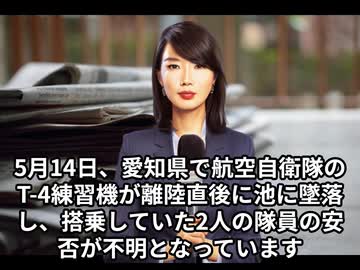 5月14日、愛知県で航空自衛隊の
T-4練習機が離陸直後に池に墜落
し、搭乗していた2人の隊員の安
否が不明となっています